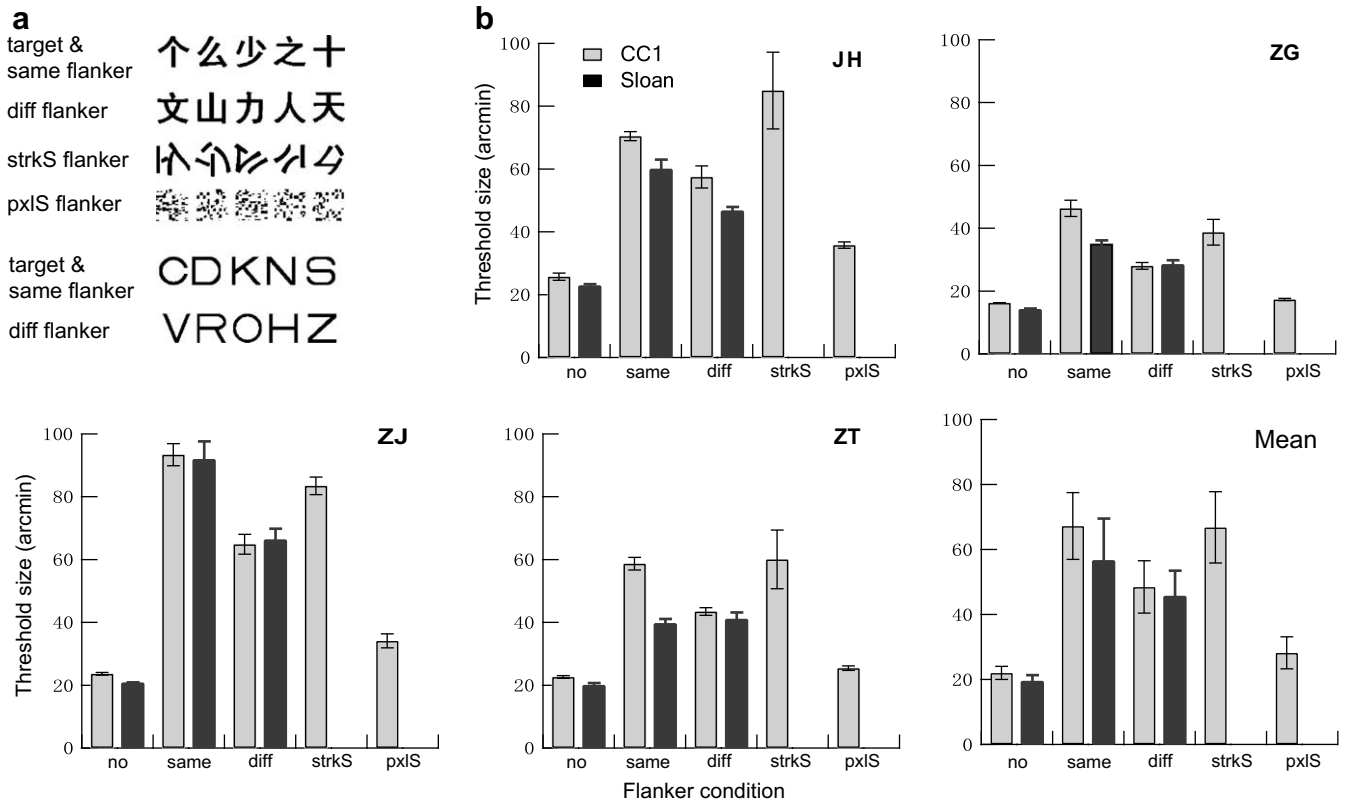 a
target &
same flanker
个么少之十
diff flanker
文山力人天
strkS flanker
pxlS flanker
target &
same flanker
CDKNS
diff flanker
VROHZ
b
JH
CC1
Sloan
Threshold size (arcmin)
100
80
60
40
20
0
no same diff strkS pxlS
ZG
100
80
60
40
20
0
no same diff strkS pxlS
ZJ
Threshold size (arcmin)
100
80
60
40
20
0
no same diff strkS pxlS
ZT
100
80
60
40
20
0
no same diff strkS pxlS
Mean
100
80
60
40
20
0
no same diff strkS pxlS
Flanker condition